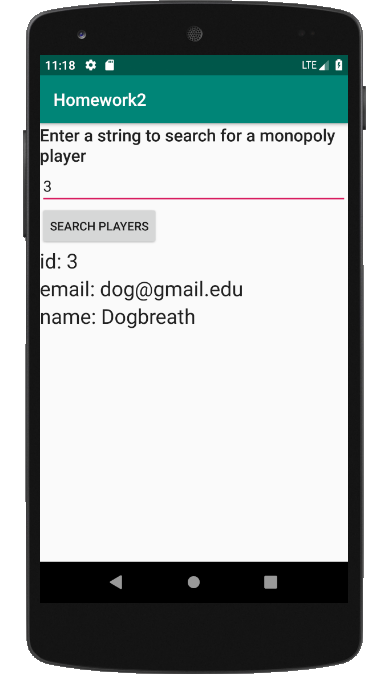 11:18 LTE
Homework2
Enter a string to search for a monopoly
player
3
SEARCH PLAYERS
id: 3
email: dog@gmail.edu
name: Dogbreath